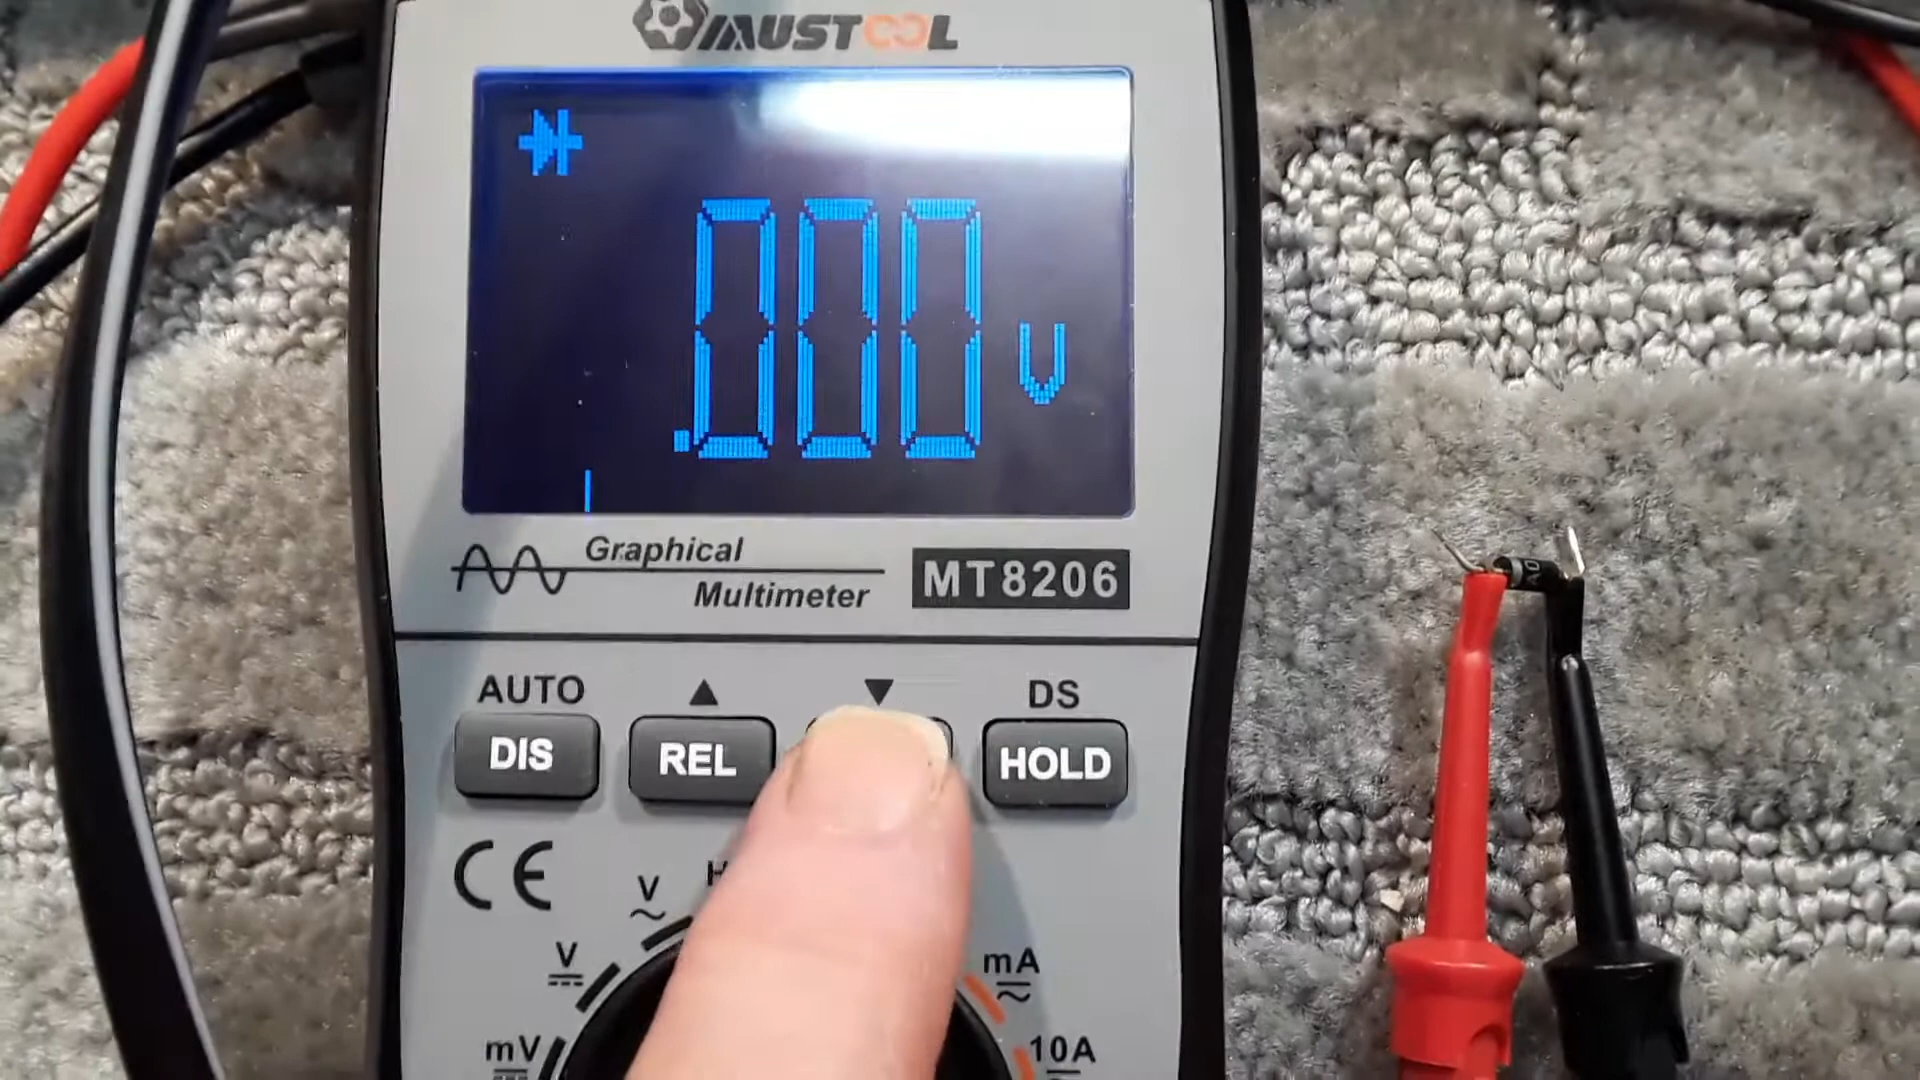 MUSTOOL
.000 V
Graphical
Multimeter
MT8206
AUTO
▲
▼
DS
DIS
REL
HOLD
CE
V
V
mV
mA
10A